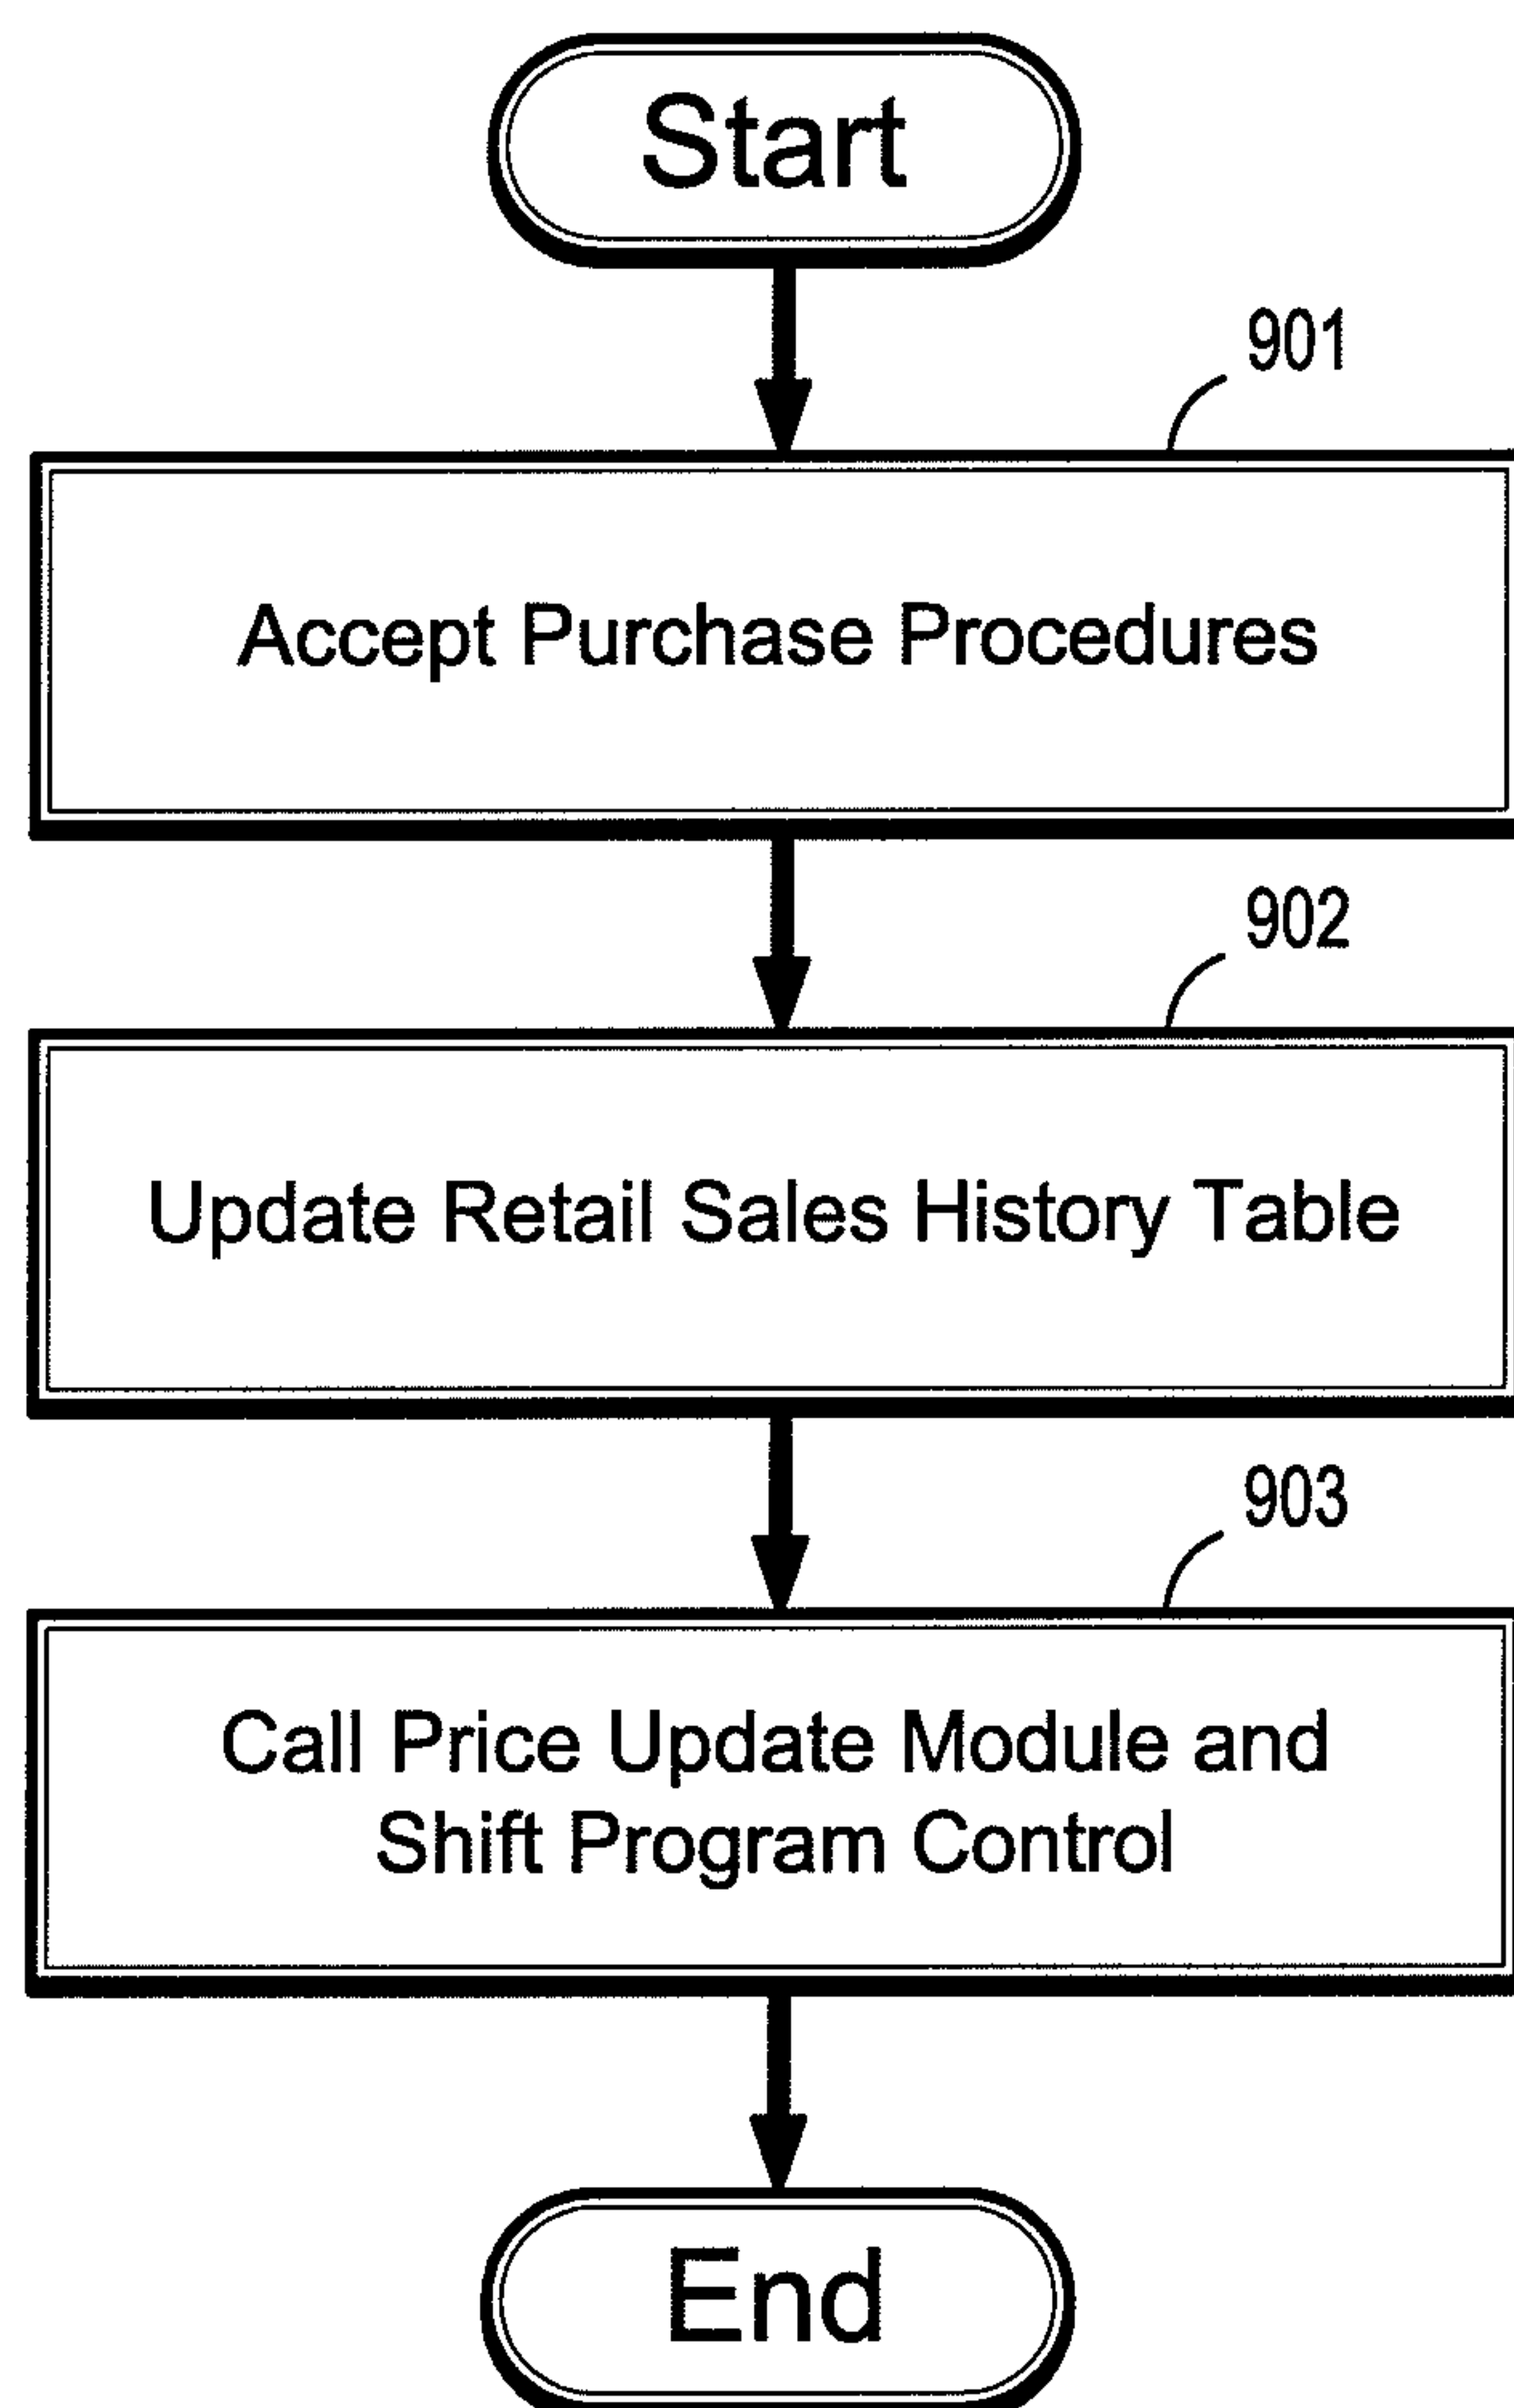 Start
901
Accept Purchase Procedures
902
Update Retail Sales History Table
903
Call Price Update Module and
Shift Program Control
End